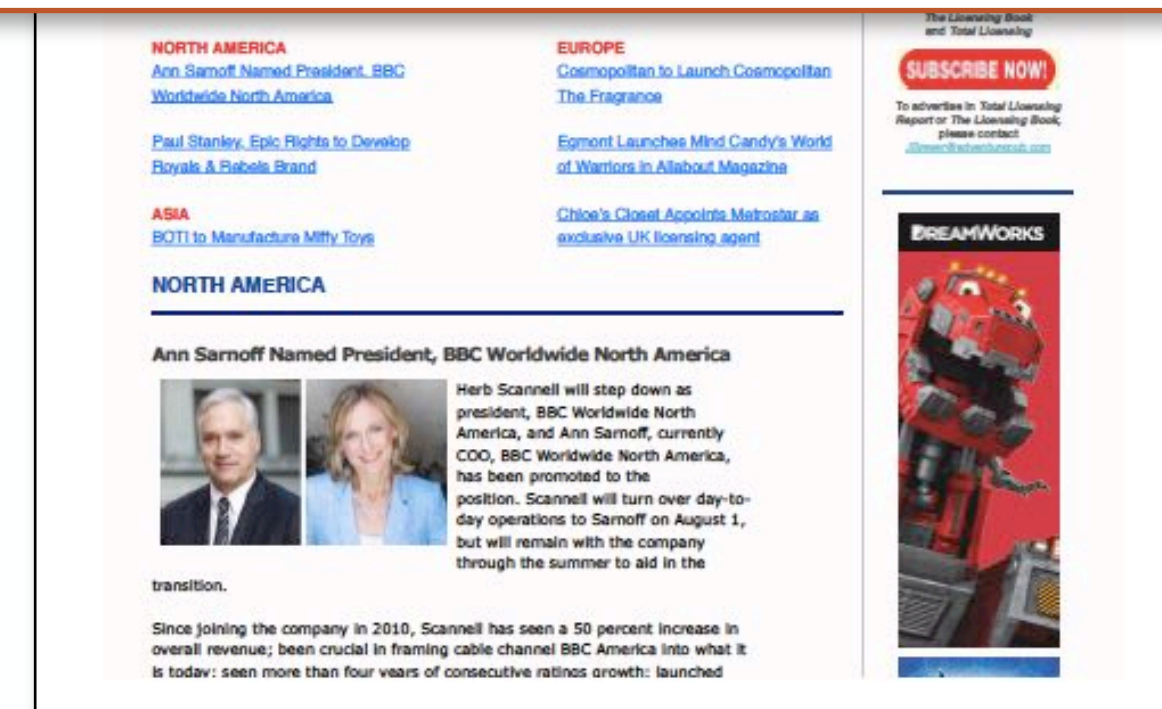 The Licensing Book
and Total Licensing
SUBSCRIBE NOW!
To advertise in Total Licensing
Report or The Licensing Book,
please contact
NORTH AMERICA
Ann Sarnoff Named President, BBC
Worldwide North America
Paul Stanley, Epic Rights to Develop
Royals & Rebels Brand
ASIA
BOTI to Manufacture Miffy Toys
EUROPE
Cosmopolitan to Launch Cosmopolitan
The Fragrance
Egmont Launches Mind Candy's World
of Warriors in Allabout Magazine
Chloe's Closet Appoints Metrostar as
exclusive UK licensing agent
DREAMWORKS
NORTH AMERICA
Ann Sarnoff Named President, BBC Worldwide North America
Herb Scannell will step down as
president, BBC Worldwide North
America, and Ann Sarnoff, currently
COO, BBC Worldwide North America,
has been promoted to the
position. Scannell will turn over day-to-
day operations to Sarnoff on August 1,
but will remain with the company
through the summer to aid in the
transition.
Since joining the company in 2010, Scannell has seen a 50 percent increase in
overall revenue; been crucial in framing cable channel BBC America into what it
is today; seen more than four years of consecutive ratings growth; launched